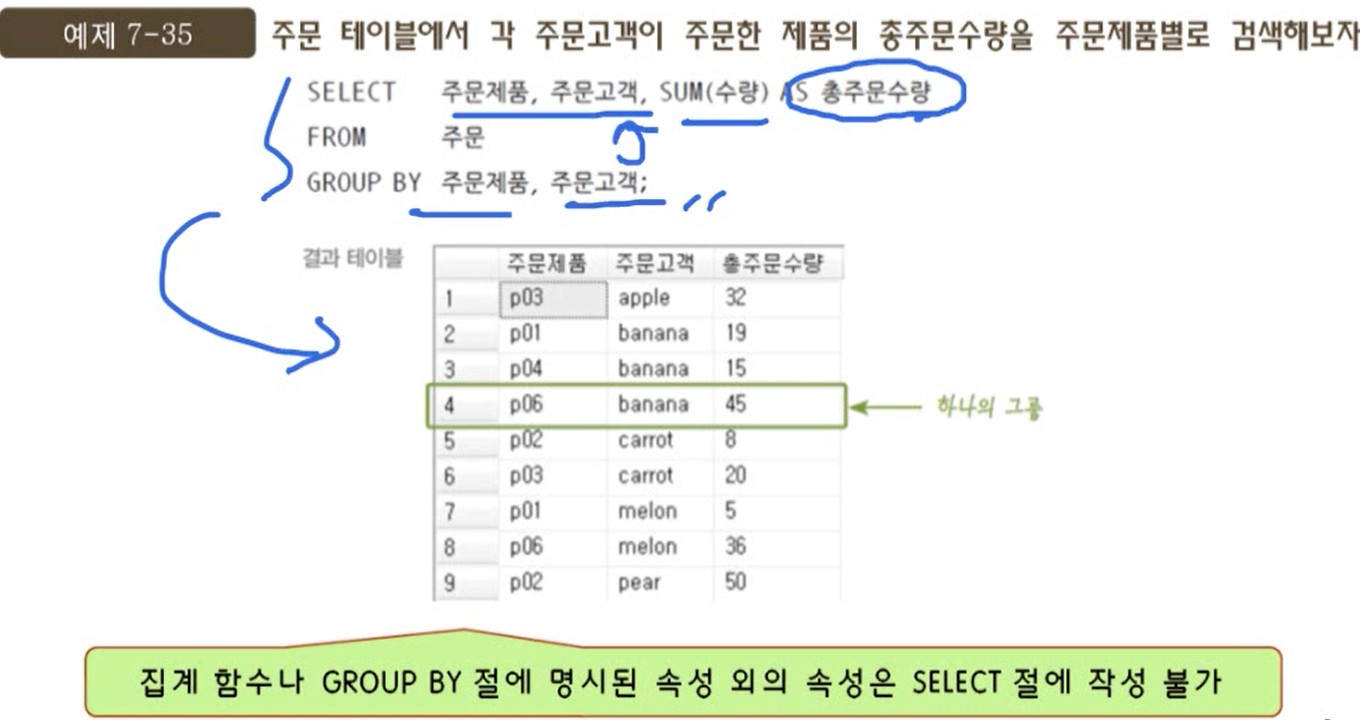 예제 7-35 주문 테이블에서 각 주문고객이 주문한 제품의 총주문수량을 주문제품별로 검색해보자
SELECT 주문제품, 주문고객, SUM(수량) AS 총주문수량
FROM 주문
GROUP BY 주문제품, 주문고객;
결과 테이블
주문제품 주문고객 총주문수량
1 p03 apple 32
2 p01 banana 19
3 p04 banana 15
4 p06 banana 45
하나의 그룹
5 p02 carrot 8
6 p03 carrot 20
7 p01 melon 5
8 p06 melon 36
9 p02 pear 50
집계 함수나 GROUP BY 절에 명시된 속성 외의 속성은 SELECT 절에 작성 불가